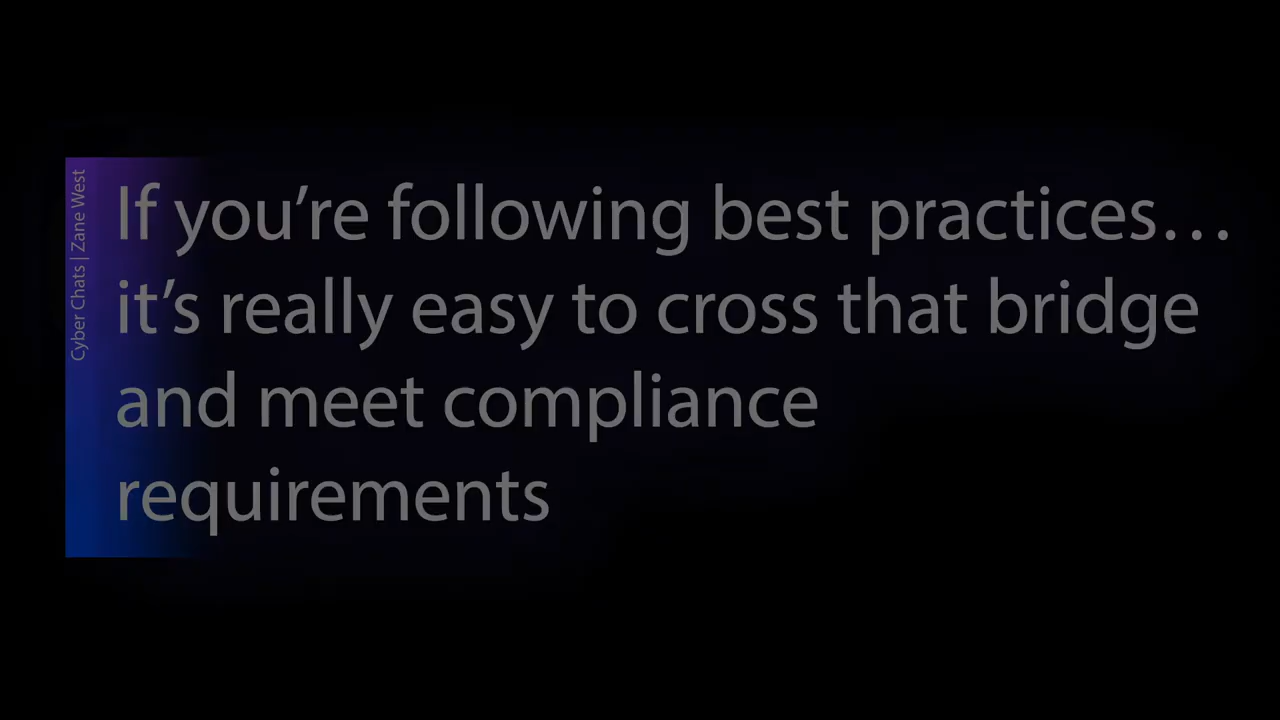 Cyber Chats | Zane West
If you’re following best practices…
it’s really easy to cross that bridge
and meet compliance
requirements